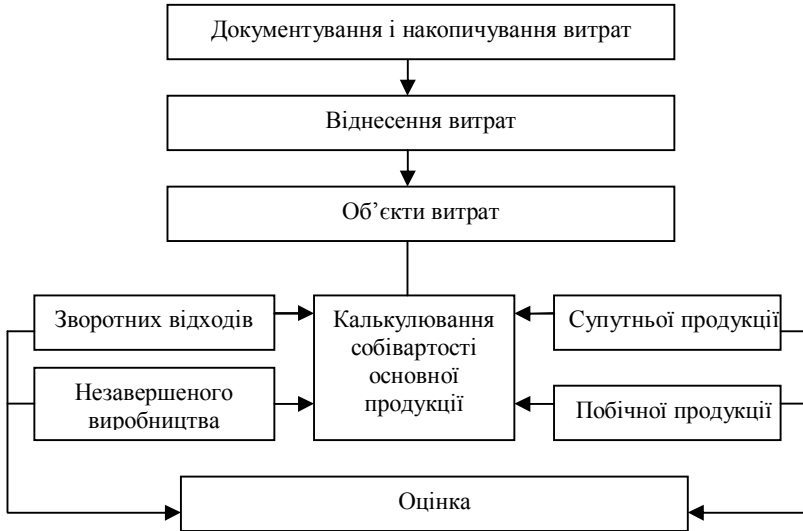 Документування і накопичування витрат
Віднесення витрат
Об’єкти витрат
Зворотних відходів
Калькулювання
собівартості
основної
продукції
Супутньої продукції
Незавершеного
виробництва
Побічної продукції
Оцінка